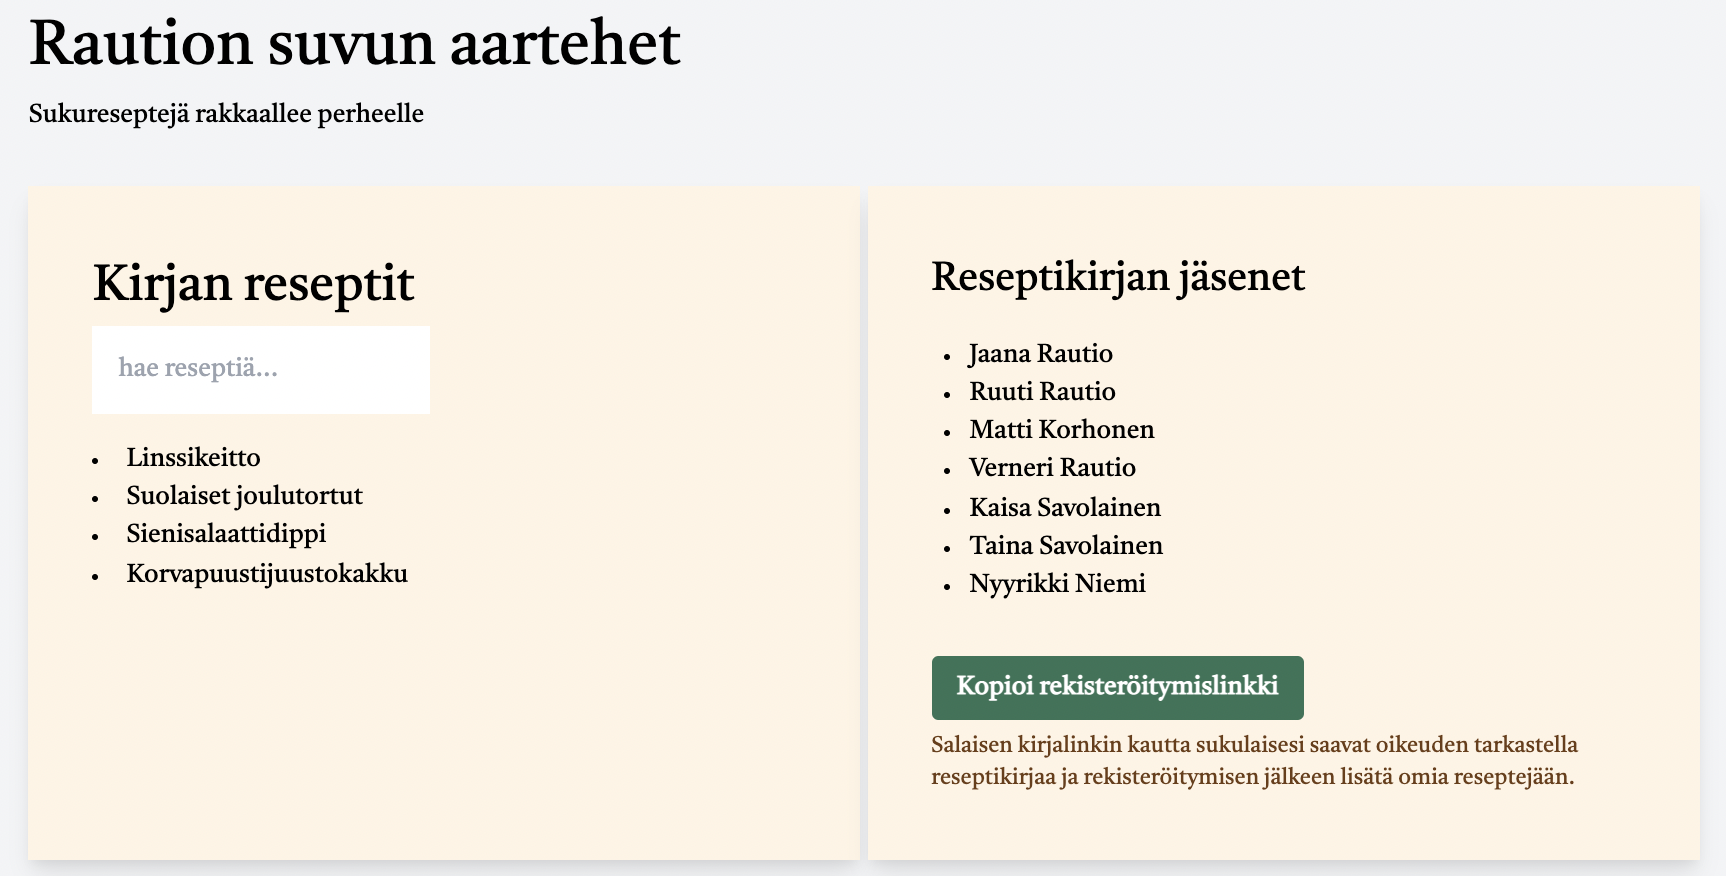 Raution suvun aartehet
Sukureseptejä rakkaallee perheelle
Kirjan reseptit
hae reseptiä...
Linssikeitto
Suolaiset joulutortut
Sienisalaattidippi
Korvapuustijuustokakku
Reseptikirjan jäsenet
Jaana Rautio
Ruuti Rautio
Matti Korhonen
Verneri Rautio
Kaisa Savolainen
Taina Savolainen
Nyyrikki Niemi
Kopioi rekisteröitymislinkki
Salaisen kirjalinkin kautta sukulaisesi saavat oikeuden tarkastella
reseptikirjaa ja rekisteröitymisen jälkeen lisätä omia reseptejään.